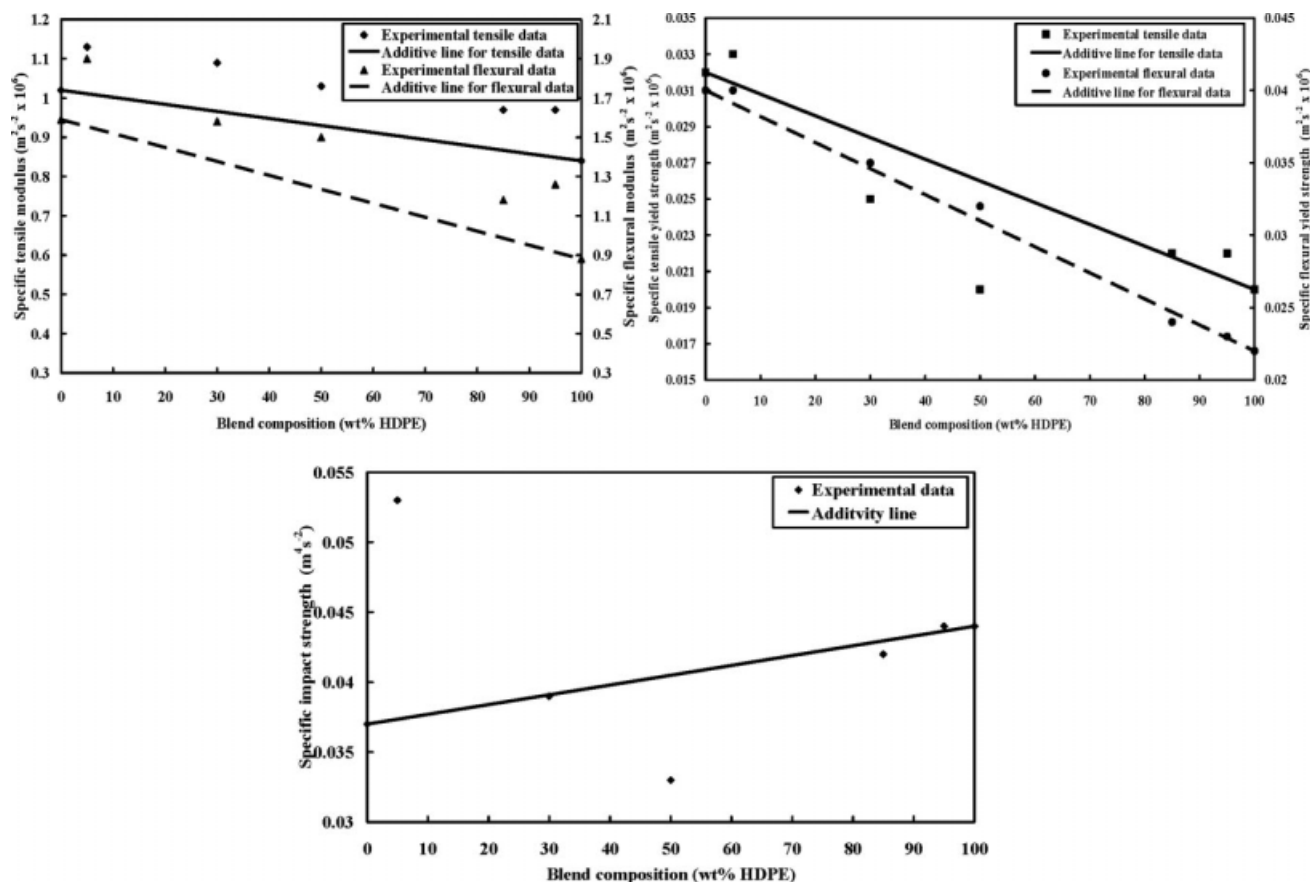 Specific tensile modulus (m²s⁻² x 10⁶)
1.2
1.1
1
0.9
0.8
0.7
0.6
0.5
0.4
0.3
Experimental tensile data
Additive line for tensile data
Experimental flexural data
Additive line for flexural data
2.1
1.9
1.7
1.5
1.3
1.1
0.9
0.7
0.5
0.3
Specific flexural modulus (m²s⁻² x 10⁶)
0 10 20 30 40 50 60 70 80 90 100
Blend composition (wt% HDPE)
Specific tensile yield strength (m²s⁻² x 10⁶)
0.035
0.033
0.031
0.029
0.027
0.025
0.023
0.021
0.019
0.017
0.015
Experimental tensile data
Additive line for tensile data
Experimental flexural data
Additive line for flexural data
0.045
0.04
0.035
0.03
0.025
0.02
Specific flexural yield strength (m²s⁻² x 10⁶)
0 10 20 30 40 50 60 70 80 90 100
Blend composition (wt% HDPE)
Specific impact strength (m⁴s⁻²)
0.055
0.05
0.045
0.04
0.035
0.03
Experimental data
Additvity line
0 10 20 30 40 50 60 70 80 90 100
Blend composition (wt% HDPE)